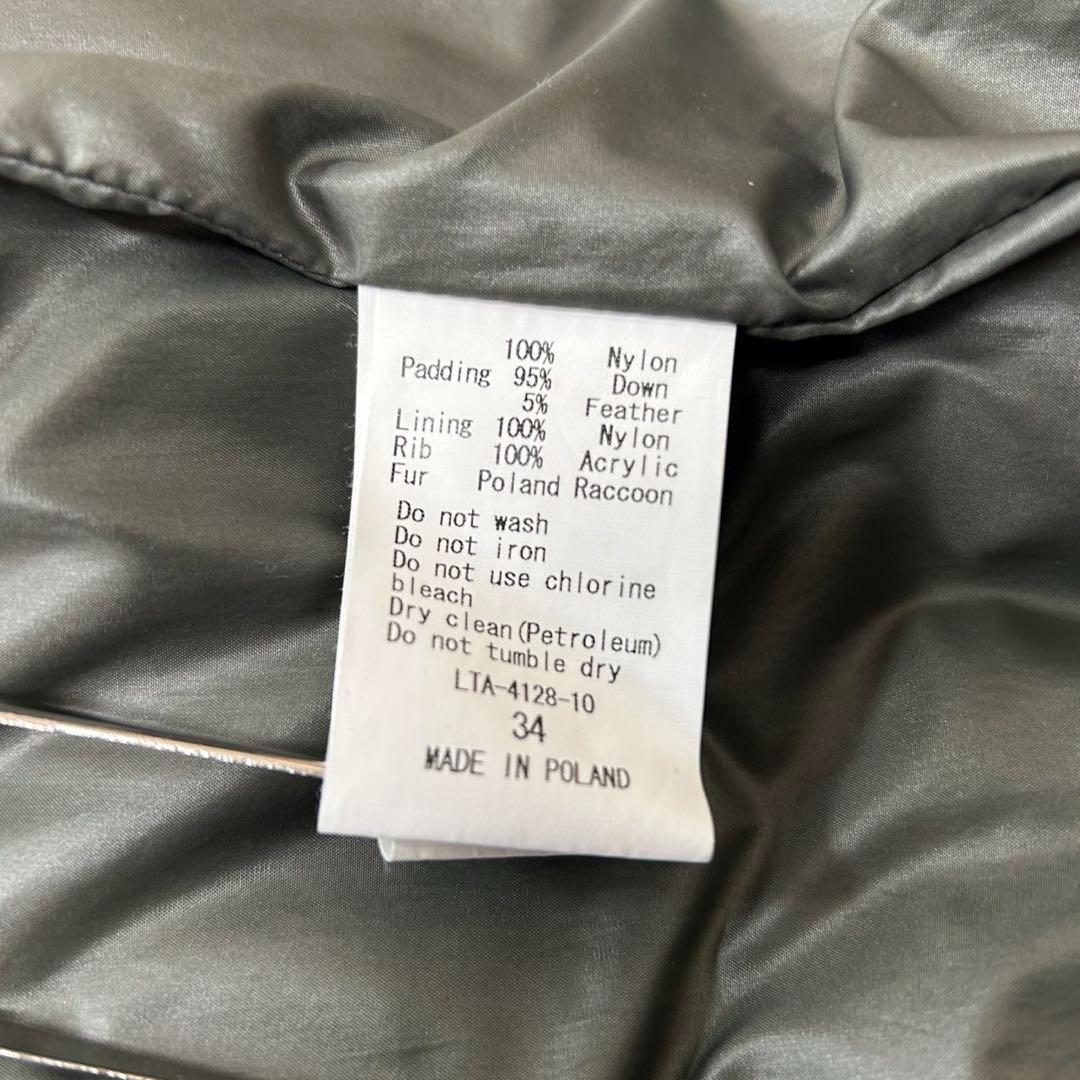 100% Nylon
Padding 95% Down
5% Feather
Lining 100% Nylon
Rib 100% Acrylic
Fur Poland Raccoon
Do not wash
Do not iron
Do not use chlorine
bleach
Dry clean(Petroleum)
Do not tumble dry
LTA-4128-10
34
MADE IN POLAND